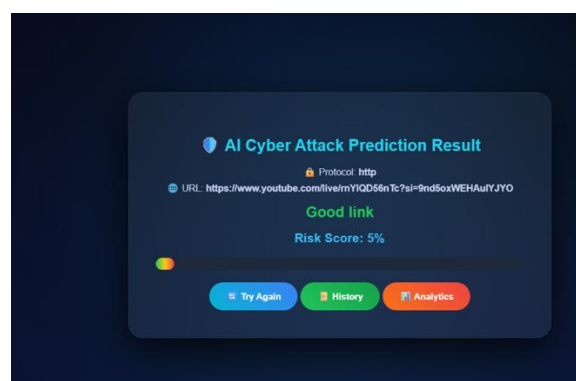 AI Cyber Attack Prediction Result
Protocol: http
URL: https://www.youtube.com/live/rnYIQD56nTc?si=9nd5oxWEHAulYJYO
Good link
Risk Score: 5%
Try Again
History
Analytics